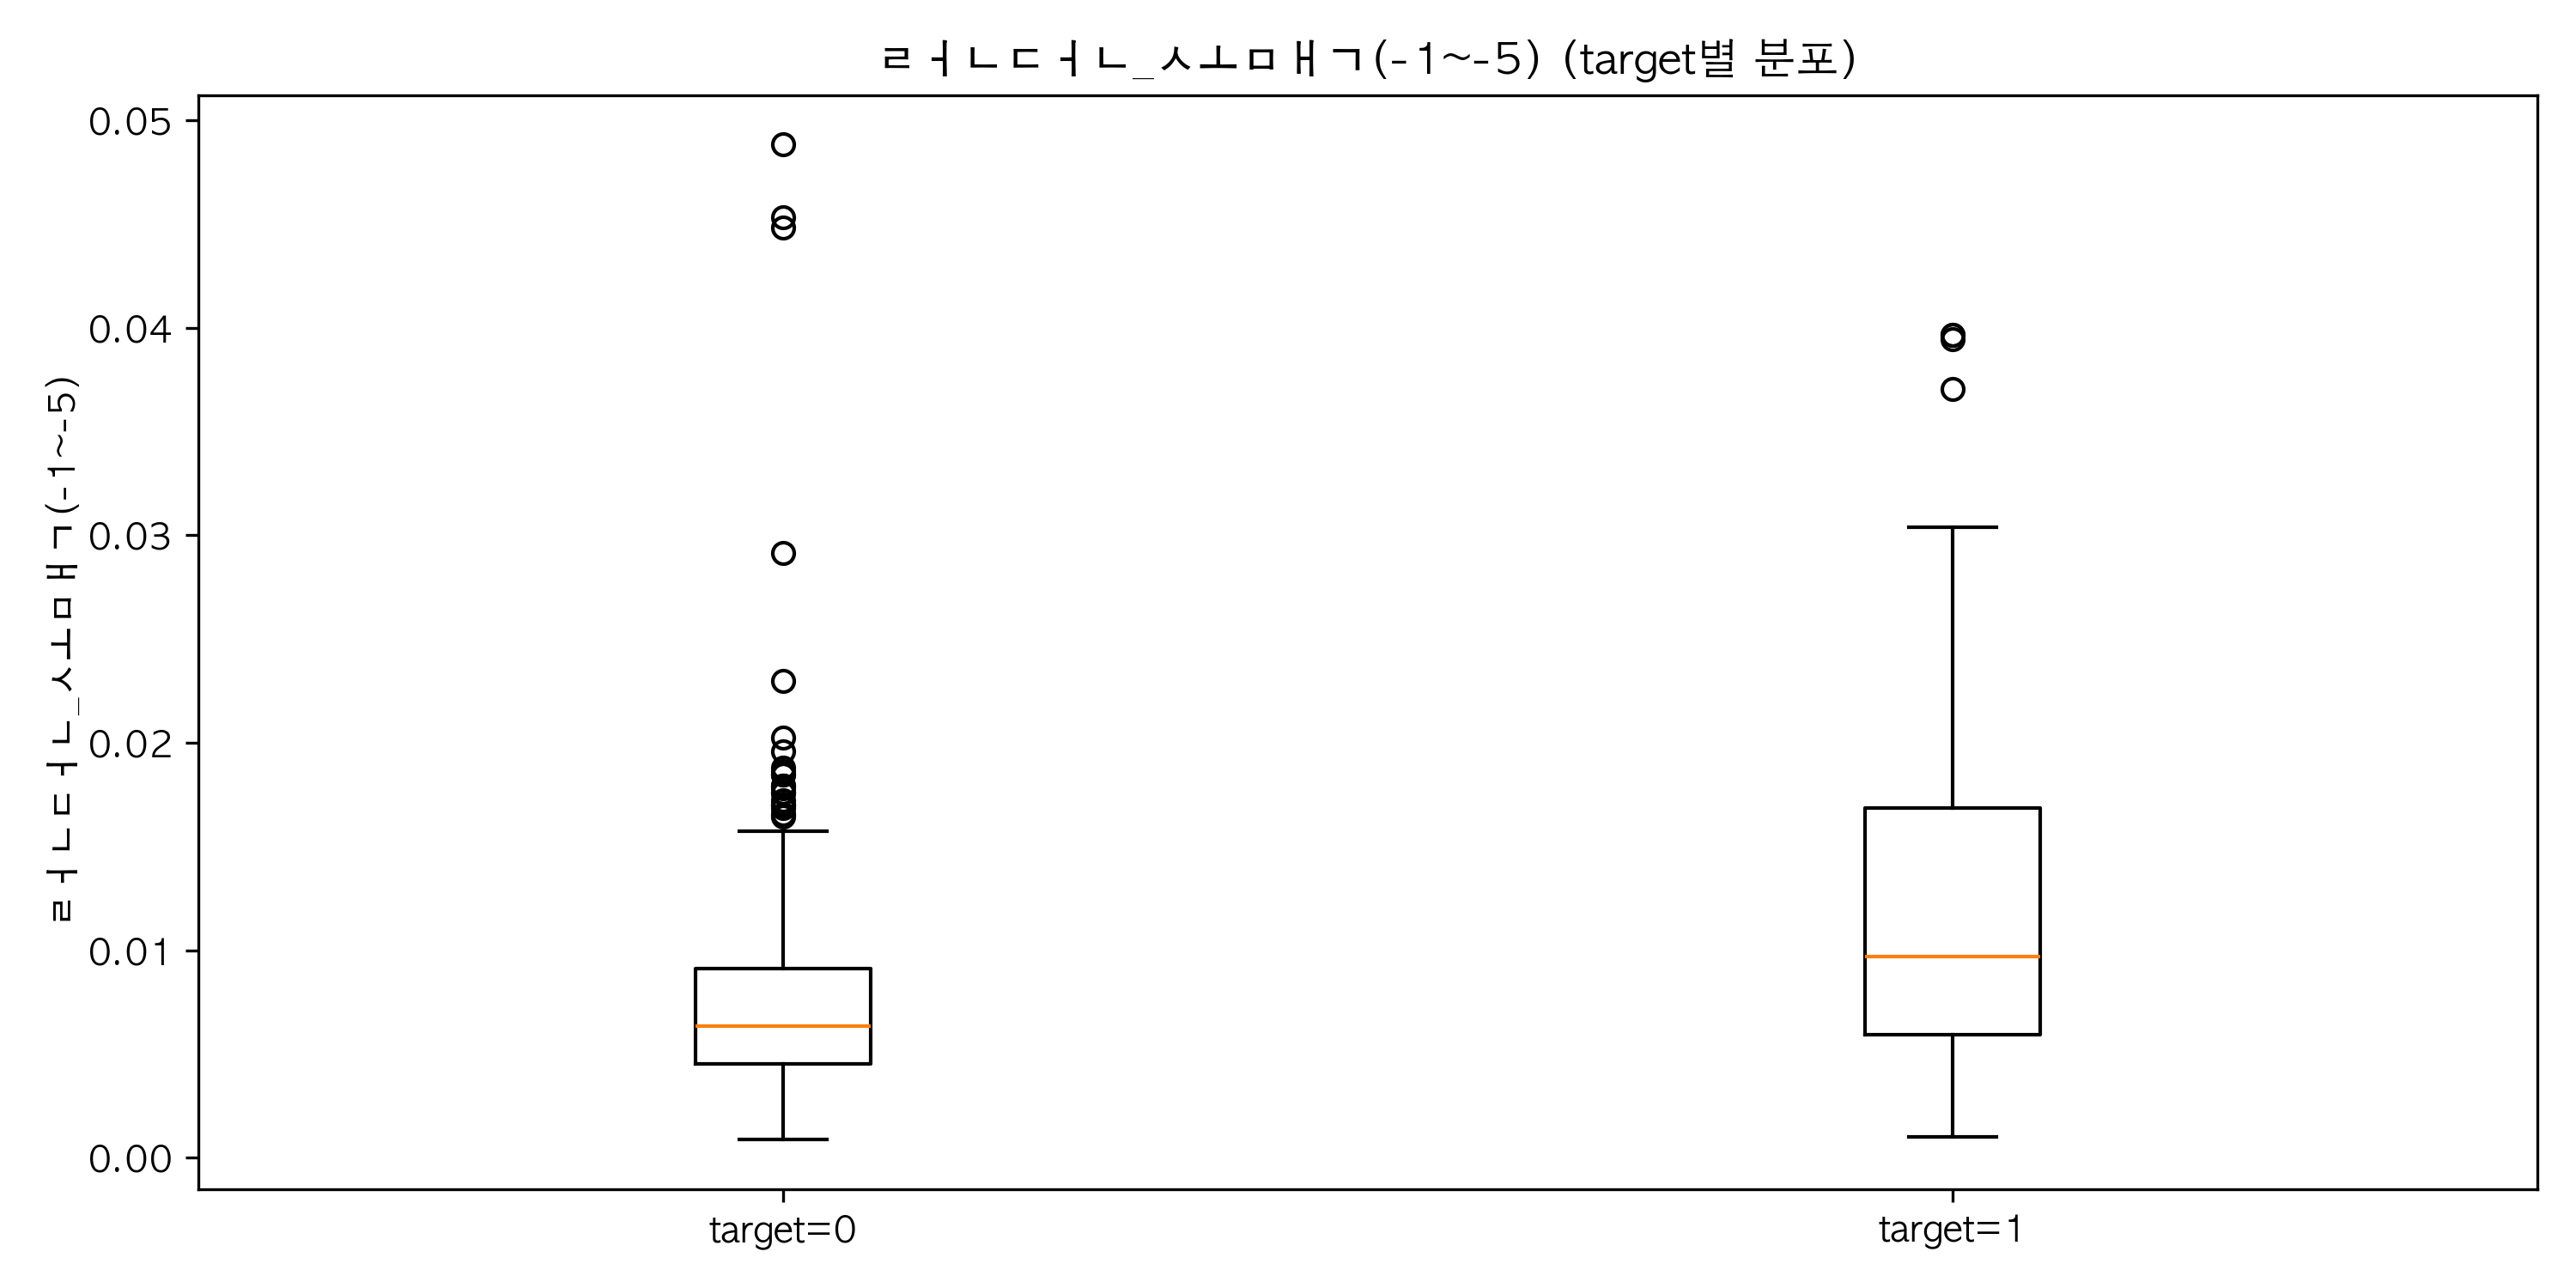 ㄹㅓㄴㄷㅓㄴ_ㅅㅗㅁㅐㄱ(-1~-5) (target별 분포)
0.05
0.04
0.03
0.02
0.01
0.00
ㄹㅓㄴㄷㅓㄴ_ㅅㅗㅁㅐㄱ(-1~-5)
target=0
target=1